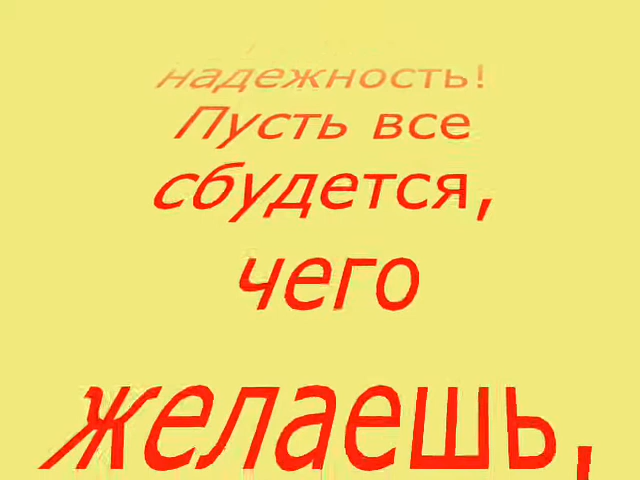 надежность!
Пусть все
сбудется,
чего
желаешь,